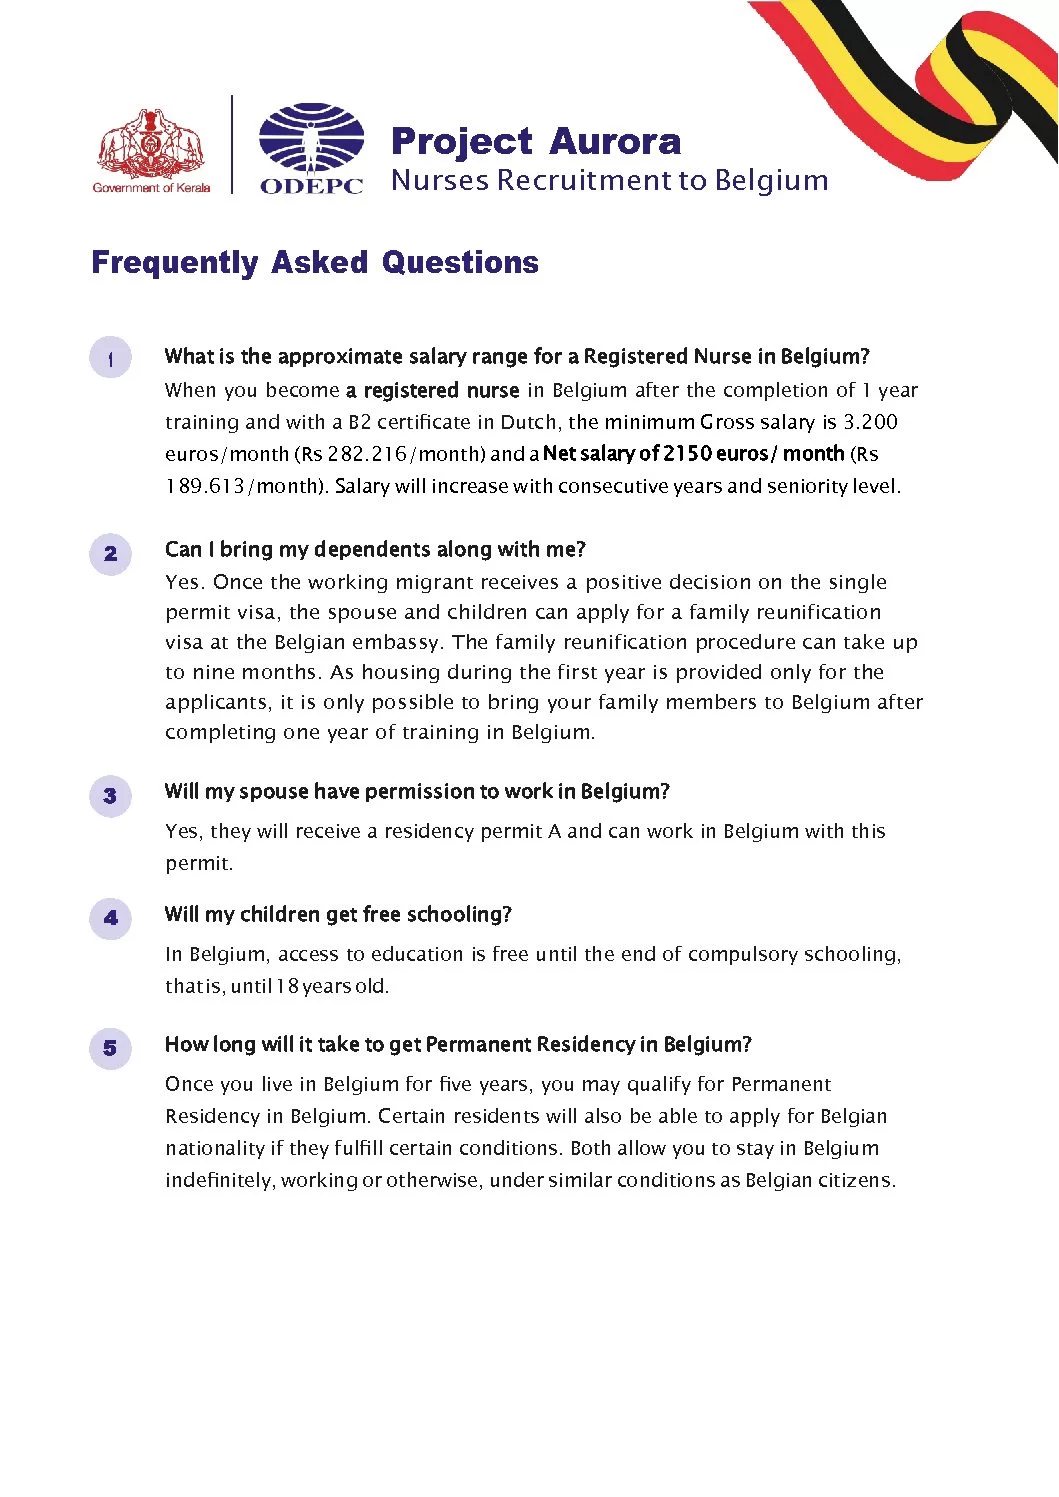 Government of Kerala
ODEPC
Project Aurora
Nurses Recruitment to Belgium
Frequently Asked Questions
1
What is the approximate salary range for a Registered Nurse in Belgium?
When you become a registered nurse in Belgium after the completion of 1 year
training and with a B2 certificate in Dutch, the minimum Gross salary is 3.200
euros/month (Rs 282.216/month) and a Net salary of 2150 euros/ month (Rs
189.613/month). Salary will increase with consecutive years and seniority level.
2
Can I bring my dependents along with me?
Yes. Once the working migrant receives a positive decision on the single
permit visa, the spouse and children can apply for a family reunification
visa at the Belgian embassy. The family reunification procedure can take up
to nine months. As housing during the first year is provided only for the
applicants, it is only possible to bring your family members to Belgium after
completing one year of training in Belgium.
3
Will my spouse have permission to work in Belgium?
Yes, they will receive a residency permit A and can work in Belgium with this
permit.
4
Will my children get free schooling?
In Belgium, access to education is free until the end of compulsory schooling,
that is, until 18 years old.
5
How long will it take to get Permanent Residency in Belgium?
Once you live in Belgium for five years, you may qualify for Permanent
Residency in Belgium. Certain residents will also be able to apply for Belgian
nationality if they fulfill certain conditions. Both allow you to stay in Belgium
indefinitely, working or otherwise, under similar conditions as Belgian citizens.